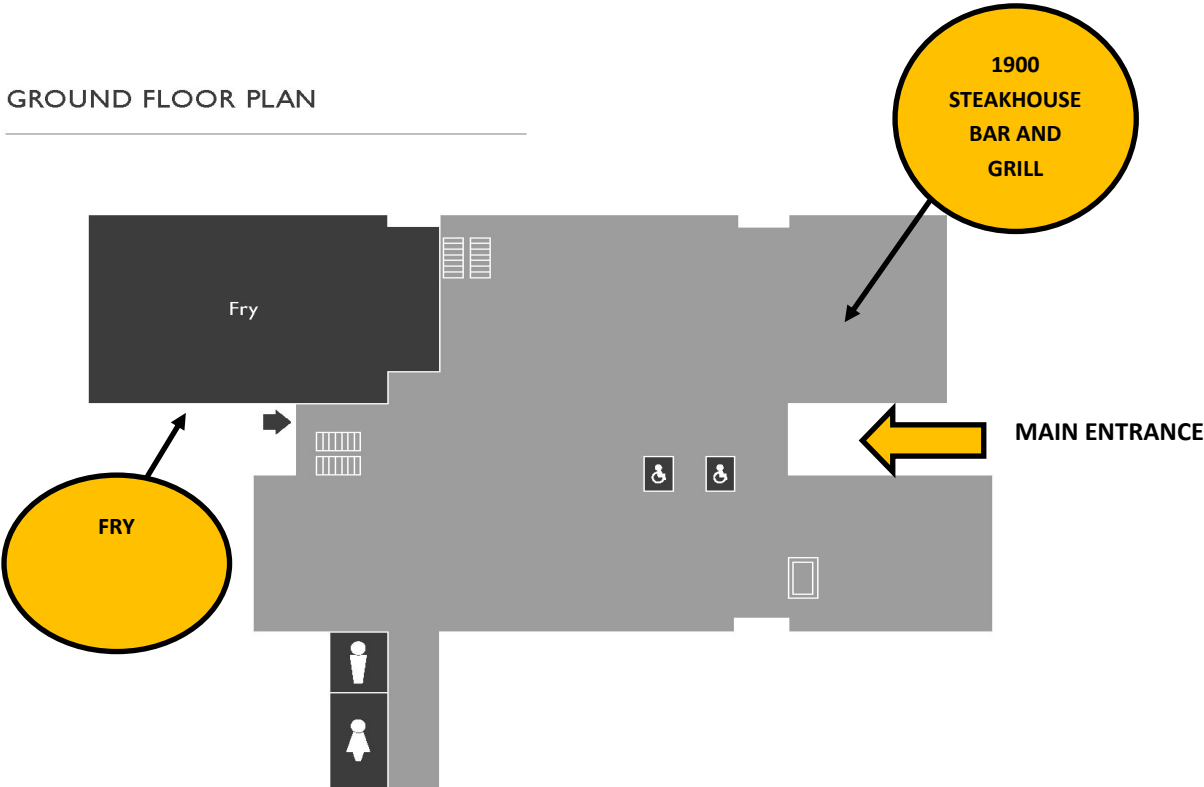 GROUND FLOOR PLAN
1900
STEAKHOUSE
BAR AND
GRILL
Fry
MAIN ENTRANCE
FRY